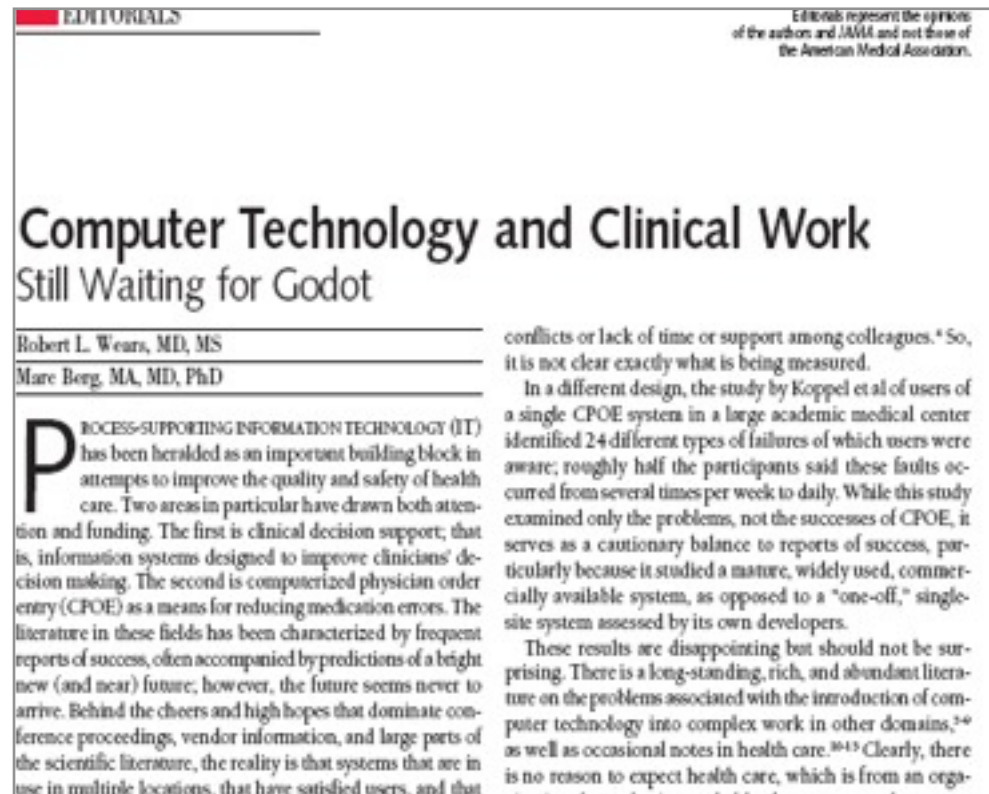 EDITORIALS
Editorials represent the opinions
of the authors and JAMA and not those of
the American Medical Association.
Computer Technology and Clinical Work
Still Waiting for Godot
Robert L. Wears, MD, MS
Marc Berg, MA, MD, PhD
PROCESS-SUPPORTING INFORMATION TECHNOLOGY (IT)
has been heralded as an important building block in
attempts to improve the quality and safety of health
care. Two areas in particular have drawn both atten-
tion and funding. The first is clinical decision support; that
is, information systems designed to improve clinicians' de-
cision making. The second is computerized physician order
entry (CPOE) as a means for reducing medication errors. The
literature in these fields has been characterized by frequent
reports of success, often accompanied by predictions of a bright
new (and near) future; however, the future seems never to
arrive. Behind the cheers and high hopes that dominate con-
ference proceedings, vendor information, and large parts of
the scientific literature, the reality is that systems that are in
use in multiple locations, that have satisfied users, and that
conflicts or lack of time or support among colleagues.⁴ So,
it is not clear exactly what is being measured.
In a different design, the study by Koppel et al of users of
a single CPOE system in a large academic medical center
identified 24 different types of failures of which users were
aware; roughly half the participants said these faults oc-
curred from several times per week to daily. While this study
examined only the problems, not the successes of CPOE, it
serves as a cautionary balance to reports of success, par-
ticularly because it studied a mature, widely used, commer-
cially available system, as opposed to a "one-off," single-
site system assessed by its own developers.
These results are disappointing but should not be sur-
prising. There is a long-standing, rich, and abundant litera-
ture on the problems associated with the introduction of com-
puter technology into complex work in other domains,⁵⁻⁹
as well as occasional notes in health care.¹⁰⁻¹³ Clearly, there
is no reason to expect health care, which is from an orga-